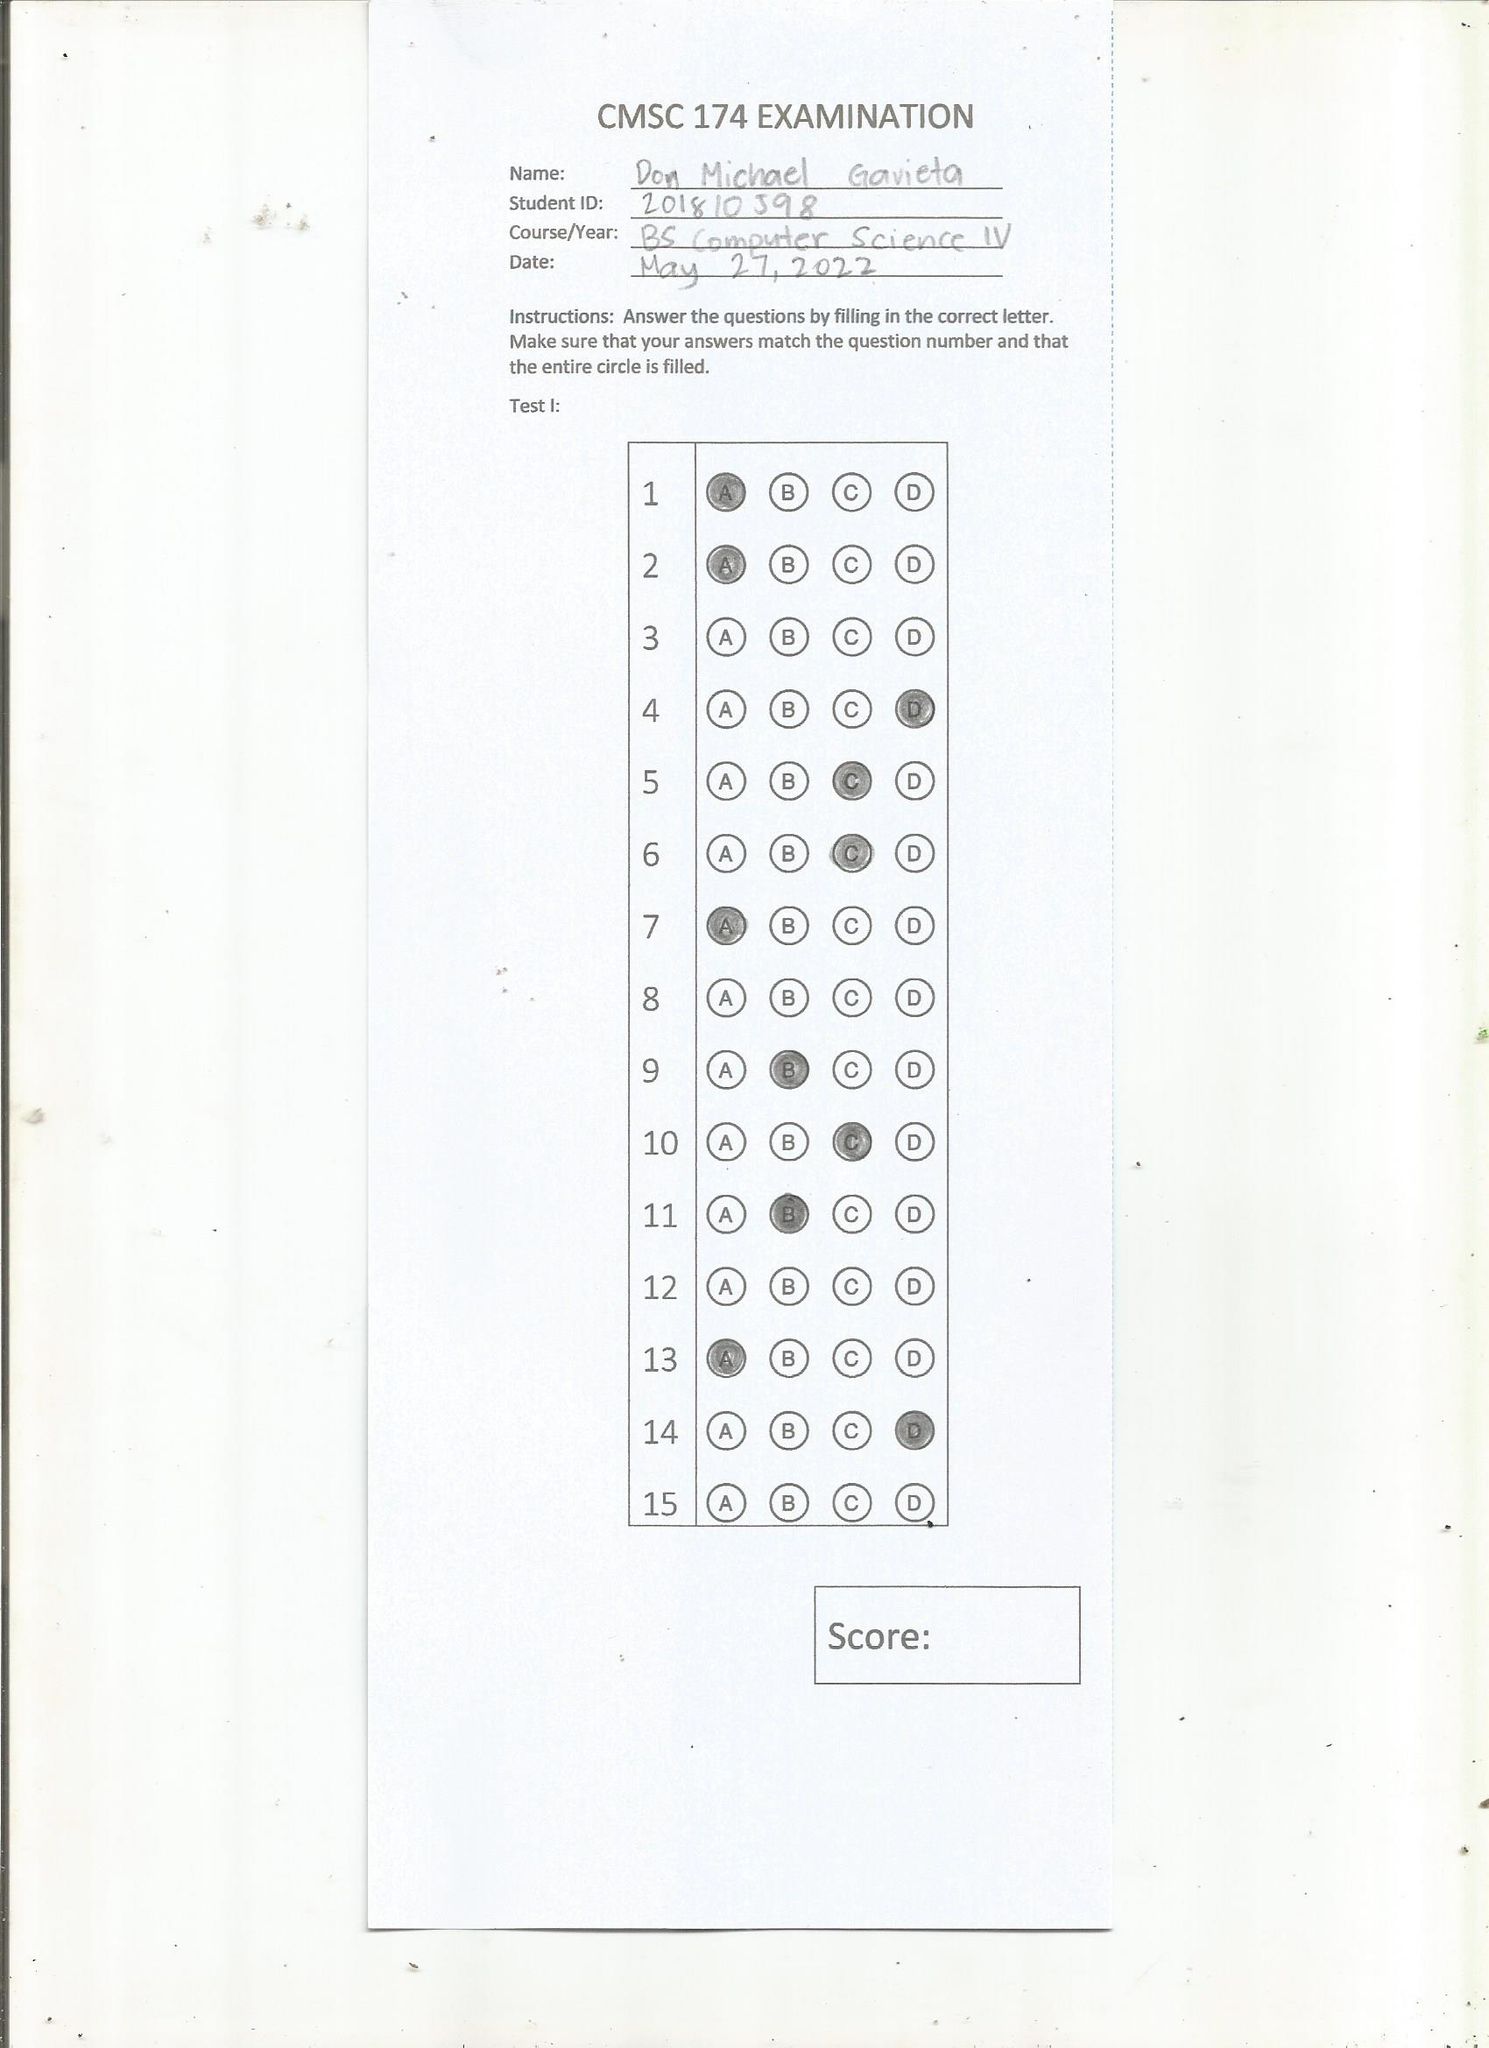 CMSC 174 EXAMINATION
Name: Don Michael Gavieta
Student ID: 201810598
Course/Year: BS Computer Science IV
Date: May 27, 2022
Instructions: Answer the questions by filling in the correct letter.
Make sure that your answers match the question number and that
the entire circle is filled.
Test I:
1 A B C D
2 A B C D
3 A B C D
4 A B C D
5 A B C D
6 A B C D
7 A B C D
8 A B C D
9 A B C D
10 A B C D
11 A B C D
12 A B C D
13 A B C D
14 A B C D
15 A B C D
Score: